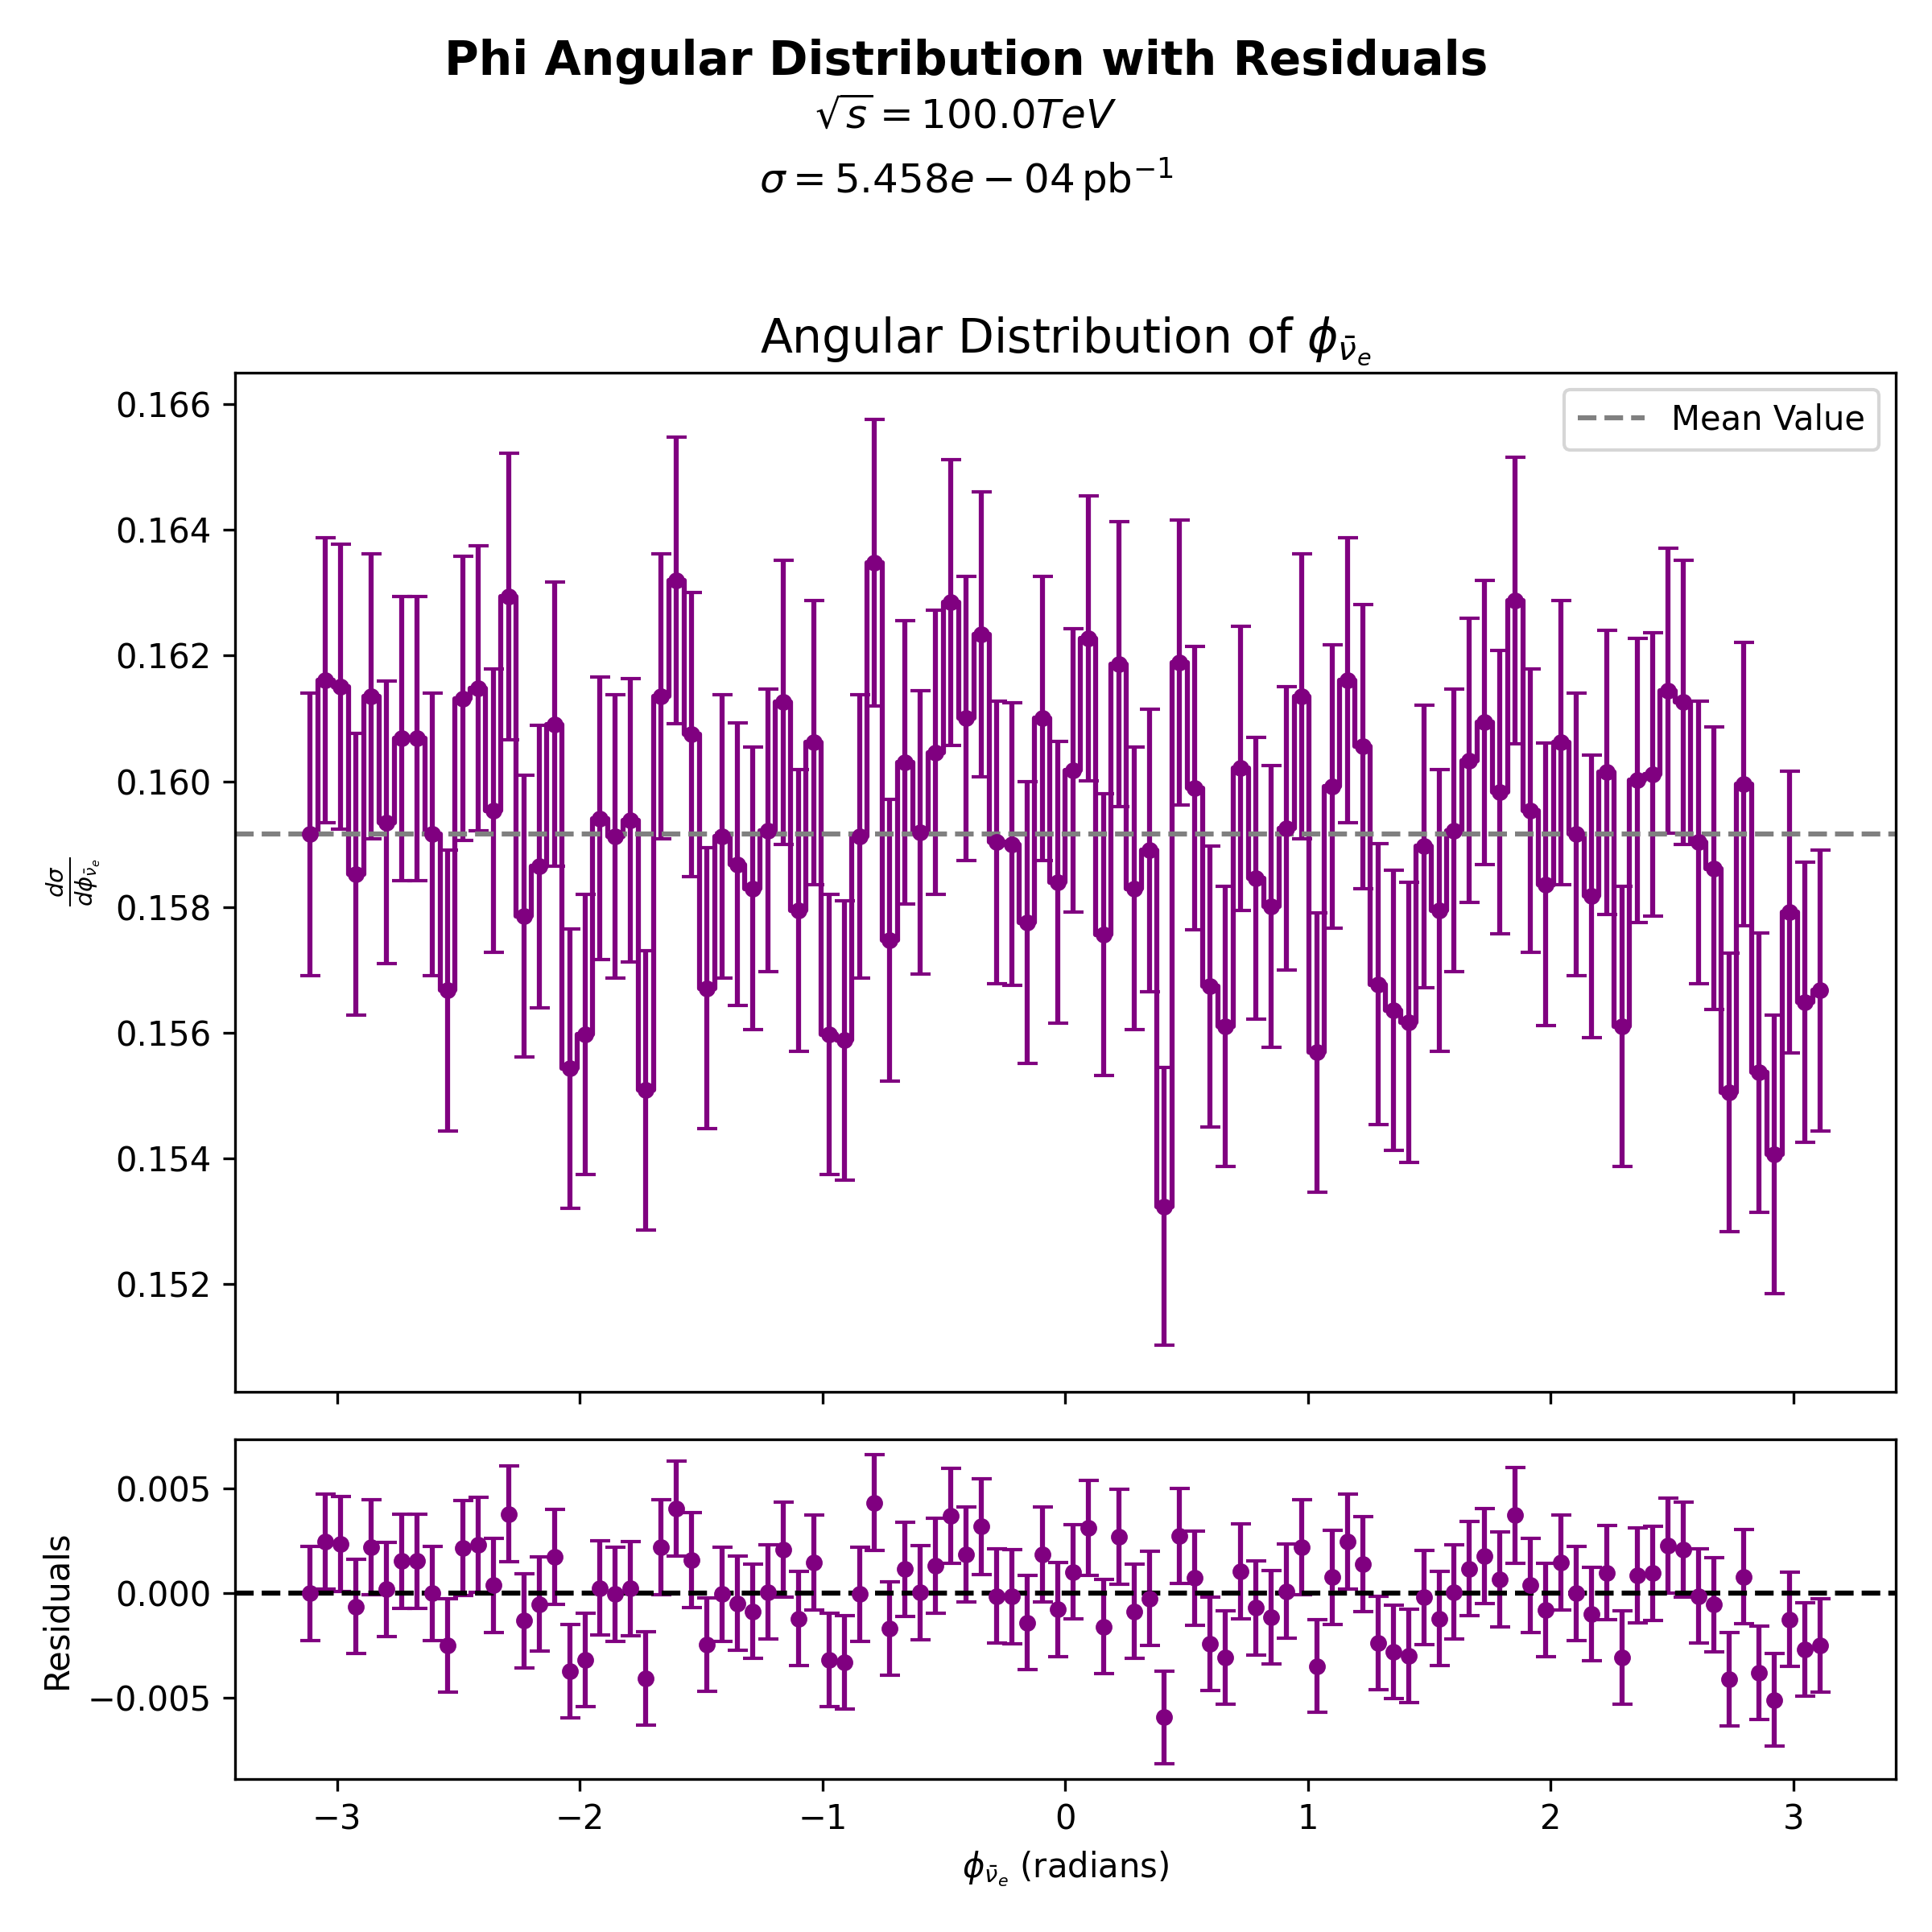 Phi Angular Distribution with Residuals
√s = 100.0TeV
σ = 5.458e − 04 pb⁻¹
Angular Distribution of ϕ_ν̄ₑ
Mean Value
0.166
0.164
0.162
0.160
0.158
0.156
0.154
0.152
dσ/dϕ_ν̄ₑ
0.005
0.000
−0.005
Residuals
−3 −2 −1 0 1 2 3
ϕ_ν̄ₑ (radians)